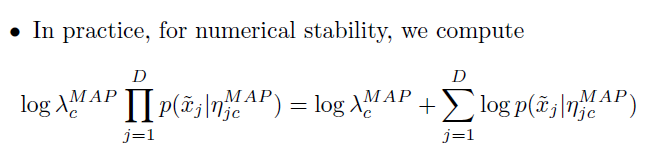 • In practice, for numerical stability, we compute
log λ_c^{MAP} ∏_{j=1}^{D} p(x̃_j|η_{jc}^{MAP}) = log λ_c^{MAP} + ∑_{j=1}^{D} log p(x̃_j|η_{jc}^{MAP})